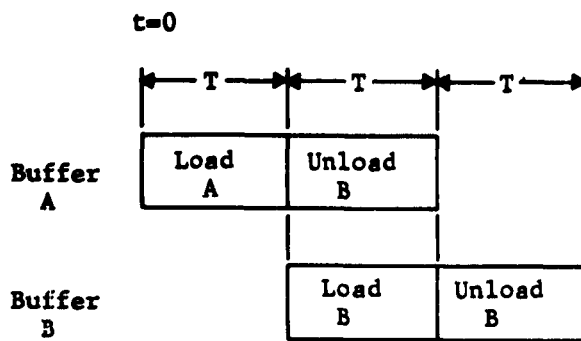 t=0
T T T
Buffer
A
Load
A
Unload
B
Buffer
B
Load
B
Unload
B